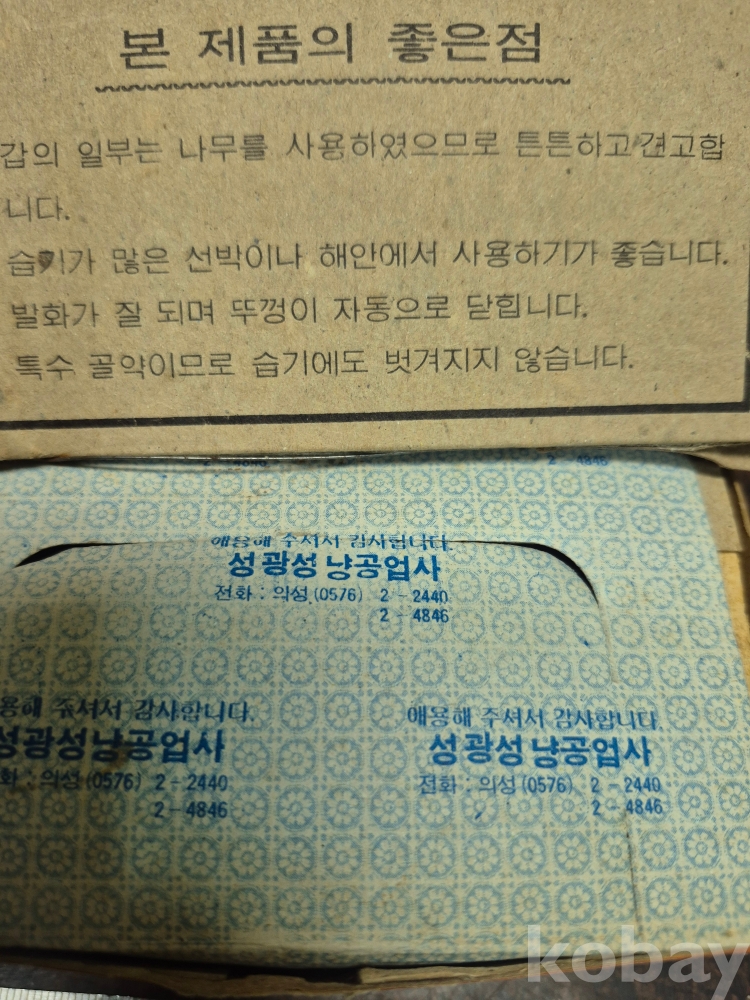 본 제품의 좋은점
갑의 일부는 나무를 사용하였으므로 튼튼하고 견고합
니다.
습기가 많은 선박이나 해안에서 사용하기가 좋습니다.
발화가 잘 되며 뚜껑이 자동으로 닫힙니다.
특수 골약이므로 습기에도 벗겨지지 않습니다.
2-4846
2-4846
애용해 주셔서 감사합니다.
성광성냥공업사
전화 : 의성(0576) 2-2440
2-4846
용해 주셔서 감사합니다.
성광성냥공업사
화 : 의성(0576) 2-2440
2-4846
애용해 주셔서 감사합니다.
성광성냥공업사
전화 : 의성(0576) 2-2440
2-4846
kobay